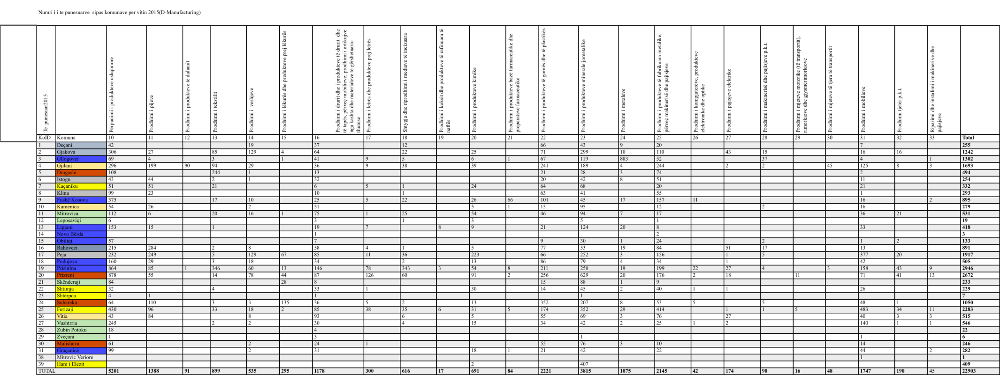 Numri i i te punesuarve sipas komunave per vitin 2015(D-Manufacturing)
Te punesuar2015
Përpunimi i produkteve ushqimore
Prodhimi i pijeve
Prodhimi i produkteve të duhanit
Prodhimi i tekstilit
Prodhimi i veshjeve
Prodhimi i lëkurës dhe produkteve prej lëkurës
Prodhimi i drurit dhe i produkteve të drurit dhe
të tapës, përveç mobilieve; prodhimi i artikujve
nga kashta dhe materialeve të gërshetuara-
thurëse
Prodhimi i letrës dhe produkteve prej letrës
Shtypja dhe riprodhimi i mediave të incizuara
Prodhimi i koksit dhe produkteve të rafinuara të
naftës
Prodhimi i produkteve kimike
Prodhimi i produkteve bazë farmaceutike dhe
preparateve farmaceutike
Prodhimi i produkteve të gomës dhe të plastikës
Prodhimi i produkteve minerale jometalike
Prodhimi i metaleve
Prodhimi i produkteve të fabrikuara metalike,
përveç makinerisë dhe pajisjeve
Prodhimi i kompjuterëve, produkteve
elektronike dhe optike
Prodhimi i pajisjeve elektrike
Prodhimi i makinerisë dhe pajisjeve p.k.t.
Prodhimi i mjeteve motorike (të transportit),
rimorkiove dhe gjysmërimorkiove
Prodhimi i mjeteve të tjera të transportit
Prodhimi i mobilieve
Prodhimi tjetër p.k.t.
Riparimi dhe instalimi i makinerive dhe
pajisjeve
KoID Komuna 10 11 12 13 14 15 16 17 18 19 20 21 22 23 24 25 26 27 28 29 30 31 32 33 Total
1 Deçani 42 19 37 12 66 43 9 20 7 255
2 Gjakova 306 27 85 129 4 64 22 25 71 299 10 110 43 15 16 16 1242
3 Gllogovci 69 4 3 1 41 9 5 6 1 67 119 883 52 37 4 1 1302
4 Gjilani 296 199 90 94 29 36 9 38 39 241 189 4 244 2 2 45 125 8 3 1693
5 Dragashi 108 244 1 13 21 28 3 74 2 494
6 Istogu 43 44 2 1 32 20 42 8 51 11 254
7 Kaçaniku 51 51 21 6 5 1 24 64 68 20 21 332
8 Klina 99 23 10 1 63 41 55 1 293
9 Fushë Kosova 375 17 10 25 5 22 26 66 101 45 17 157 11 16 2 895
10 Kamenica 54 26 2 51 5 1 15 95 12 2 16 279
11 Mitrovica 112 6 20 16 1 75 1 25 54 46 94 7 17 36 21 531
12 Leposaviqi 6 3 1 3 5 1 19
13 Lipjani 153 15 1 19 7 8 9 21 124 20 8 33 418
14 Novo Bërda 1 2 3
15 Obiliqi 57 7 9 30 1 24 2 1 2 133
16 Rahoveci 215 284 2 8 58 4 1 5 77 53 19 84 51 17 13 891
17 Peja 232 249 5 129 67 85 11 36 223 66 252 3 156 1 5 377 20 1917
18 Podujeva 160 29 3 18 34 2 13 86 79 4 34 1 42 505
19 Prishtina 864 85 1 346 60 13 146 78 343 3 54 8 211 250 19 199 22 27 4 3 158 43 9 2946
20 Prizreni 878 55 14 78 44 87 126 60 91 2 256 629 20 176 2 18 11 71 41 13 2672
21 Skënderaji 84 28 8 15 88 1 9 233
22 Shtimja 32 4 33 1 30 14 45 2 40 1 1 26 229
23 Shtërpca 4 1 1 1 7
24 Suhareka 64 110 3 3 135 36 5 2 13 352 207 8 53 5 5 48 1 1050
25 Ferizaji 430 96 33 18 2 85 38 35 6 31 5 174 352 29 414 1 1 5 483 34 11 2283
26 Vitia 43 84 8 93 6 5 55 69 3 76 27 40 3 3 515
27 Vushtrria 245 2 2 30 4 15 34 42 2 25 1 2 140 1 1 546
28 Zubin Potoku 18 4 22
29 Zveçani 1 3 1 1 6
30 Malisheva 61 2 24 1 55 76 3 10 14 246
31 Graçanicë 99 2 31 18 1 21 42 22 44 2 282
38 Mitrovic Veriore 1 1
39 Hani i Elezit 2 407 409
TOTAL 5201 1388 91 899 535 295 1178 300 616 17 691 84 2221 3815 1075 2145 42 174 90 16 48 1747 190 45 22903